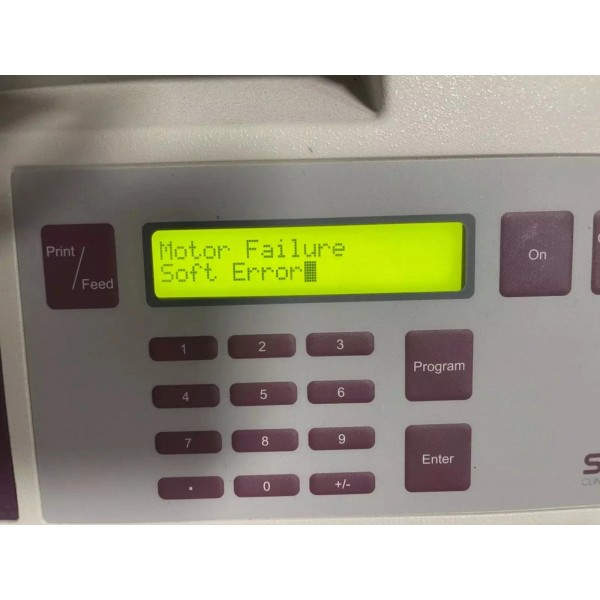 Motor Failure
Soft Error
Print / Feed
On
1 2 3
Program
4 5 6
7 8 9
Enter
. 0 +/-